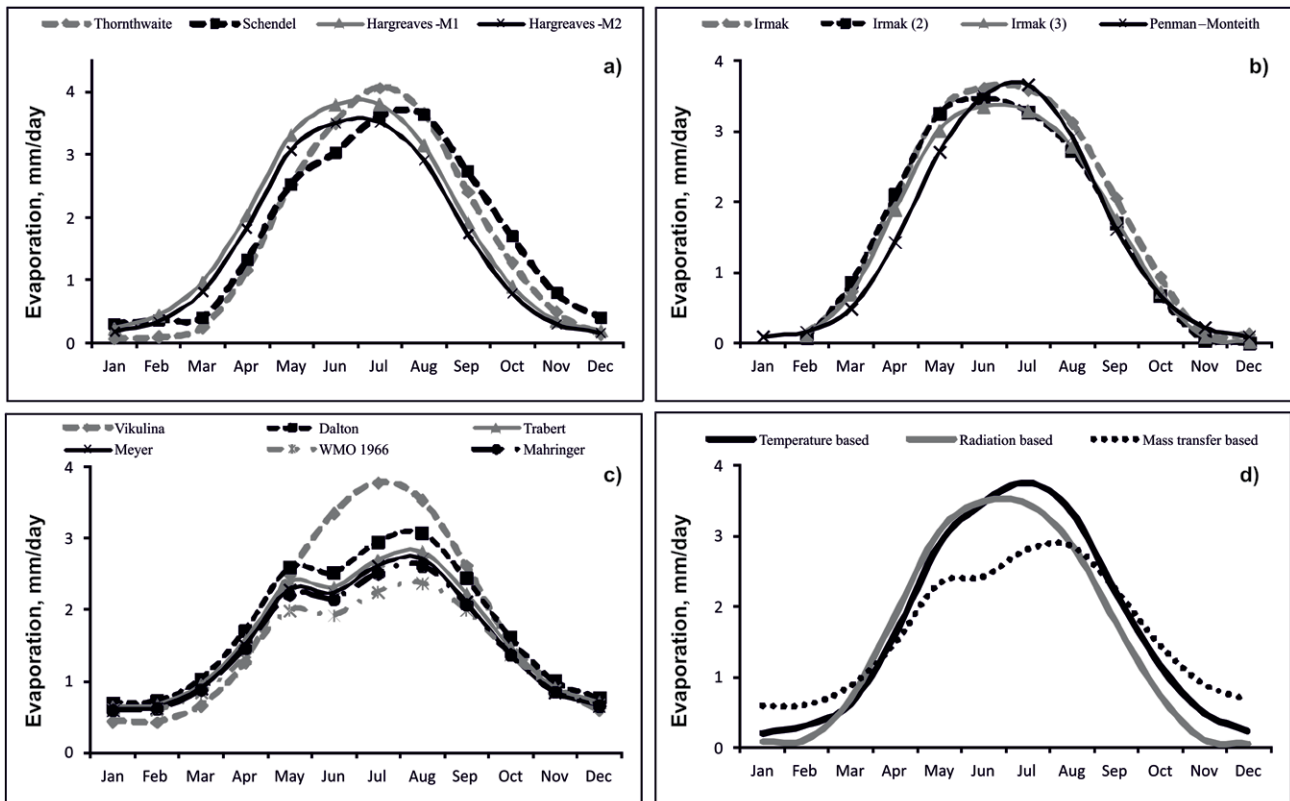 Thornthwaite Schendel Hargreaves -M1 Hargreaves -M2
a)
Evaporation, mm/day
4
3
2
1
0
Jan Feb Mar Apr May Jun Jul Aug Sep Oct Nov Dec
Irmak Irmak (2) Irmak (3) Penman–Monteith
b)
Evaporation, mm/day
4
3
2
1
0
Jan Feb Mar Apr May Jun Jul Aug Sep Oct Nov Dec
Vikulina Dalton Trabert
Meyer WMO 1966 Mahringer
c)
Evaporation, mm/day
4
3
2
1
0
Jan Feb Mar Apr May Jun Jul Aug Sep Oct Nov Dec
Temperature based Radiation based Mass transfer based
d)
Evaporation, mm/day
4
3
2
1
0
Jan Feb Mar Apr May Jun Jul Aug Sep Oct Nov Dec